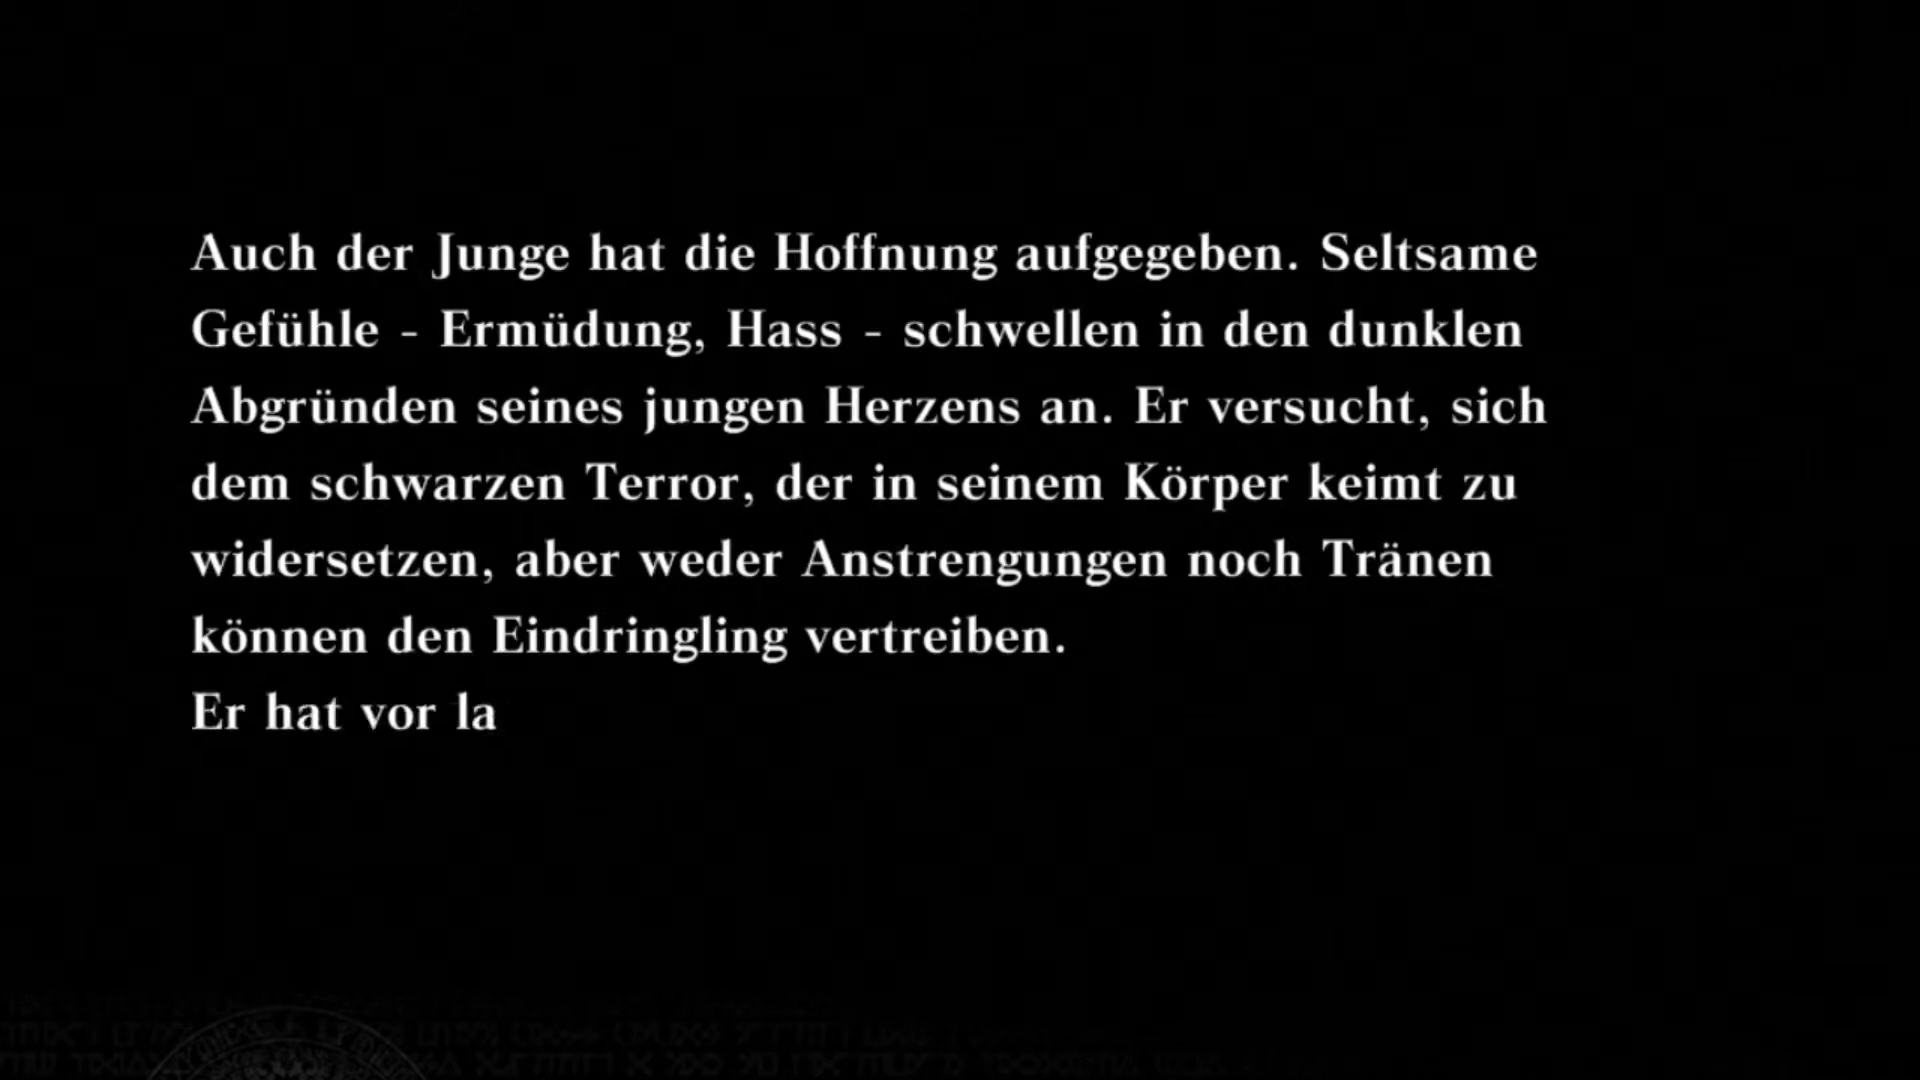 Auch der Junge hat die Hoffnung aufgegeben. Seltsame
Gefühle - Ermüdung, Hass - schwellen in den dunklen
Abgründen seines jungen Herzens an. Er versucht, sich
dem schwarzen Terror, der in seinem Körper keimt zu
widersetzen, aber weder Anstrengungen noch Tränen
können den Eindringling vertreiben.
Er hat vor la